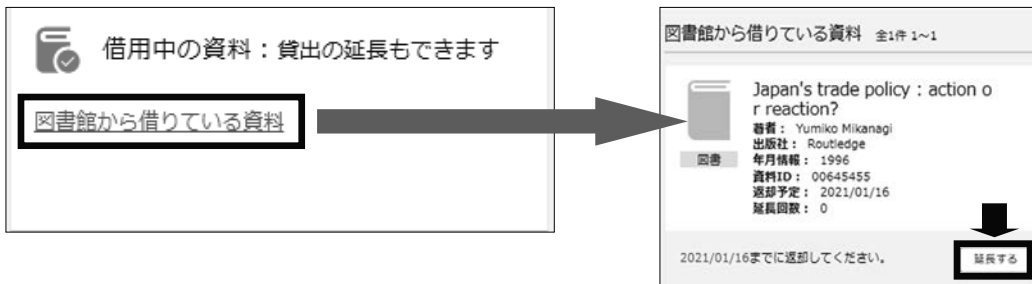 借用中の資料：貸出の延長もできます
図書館から借りている資料
図書館から借りている資料 全1件 1～1
Japan's trade policy : action o
r reaction?
著者： Yumiko Mikanagi
出版社： Routledge
図書
年月情報： 1996
資料ID： 00645455
返却予定： 2021/01/16
延長回数： 0
2021/01/16までに返却してください。
延長する